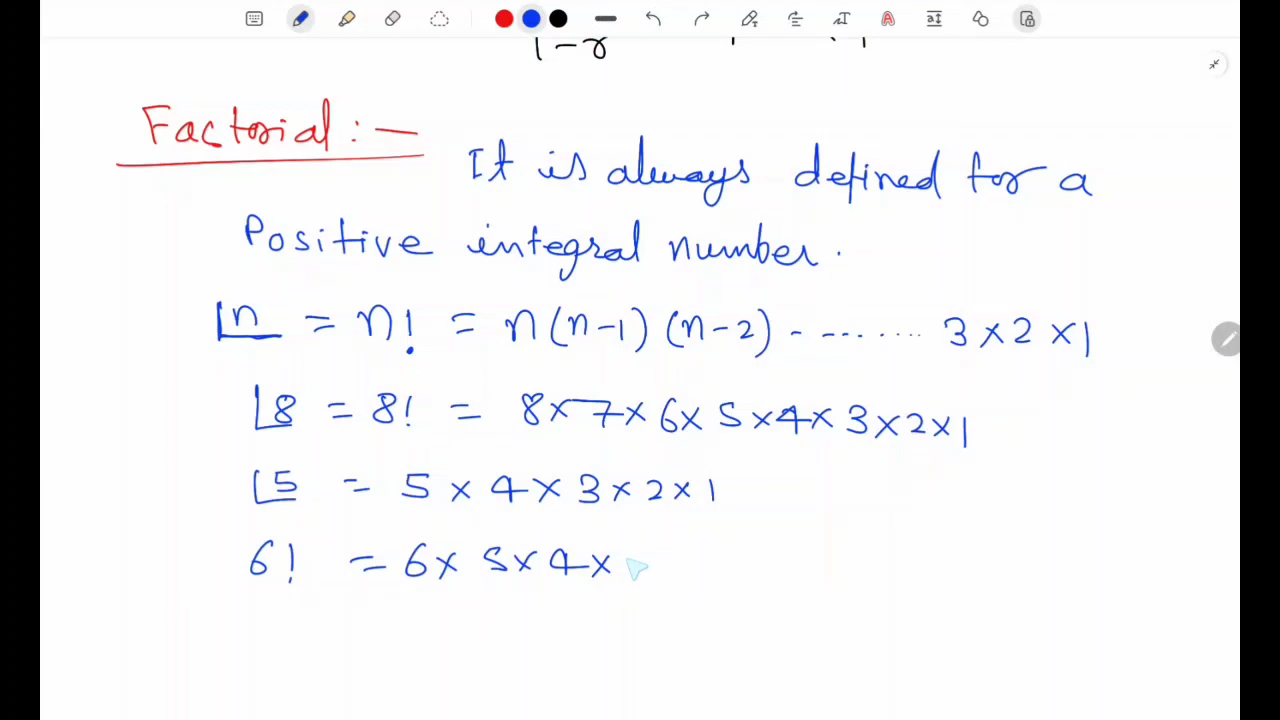 1-r
Factorial :-
It is always defined for a
Positive integral number.
⌊n = n! = n(n-1)(n-2)-........ 3×2×1
⌊8 = 8! = 8×7×6×5×4×3×2×1
⌊5 = 5×4×3×2×1
6! = 6×5×4×